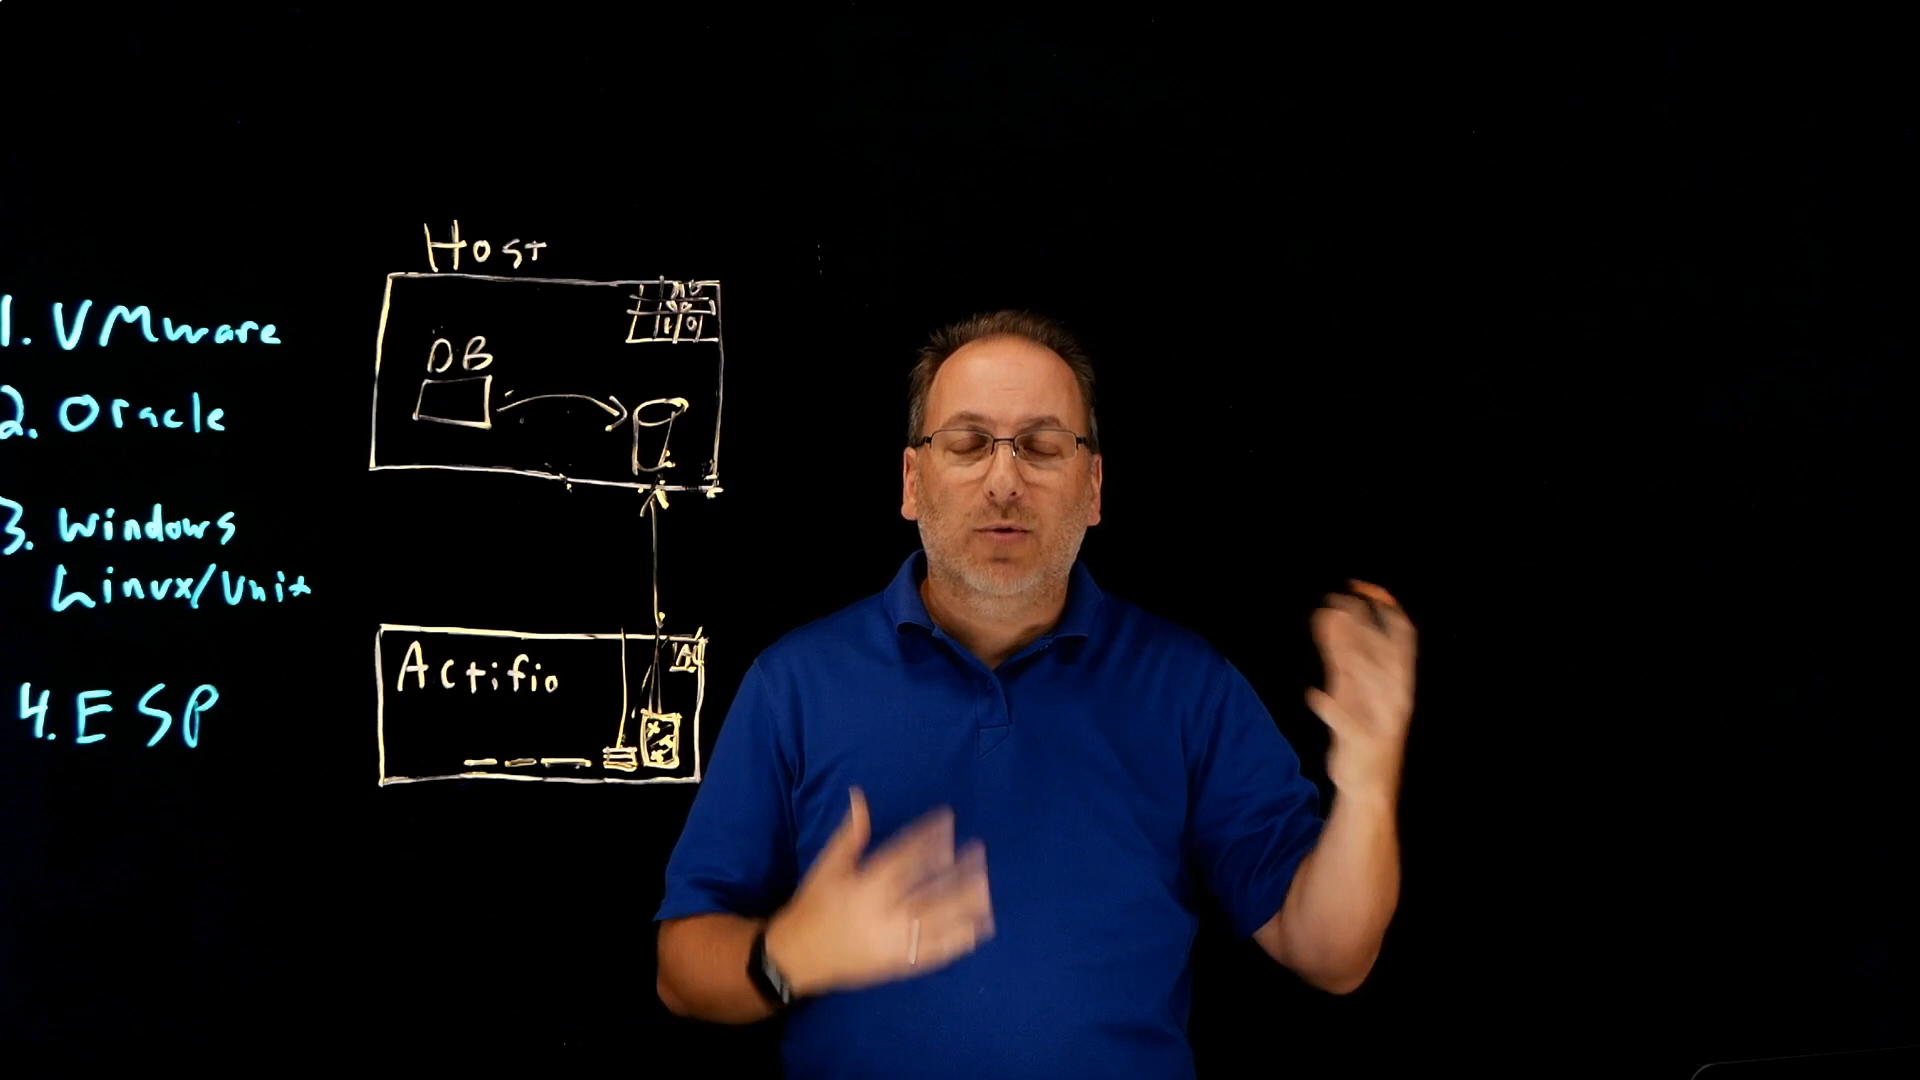 1. VMware
2. Oracle
3. Windows
Linux/Unix
4. ESP
Host
DB
Actifio